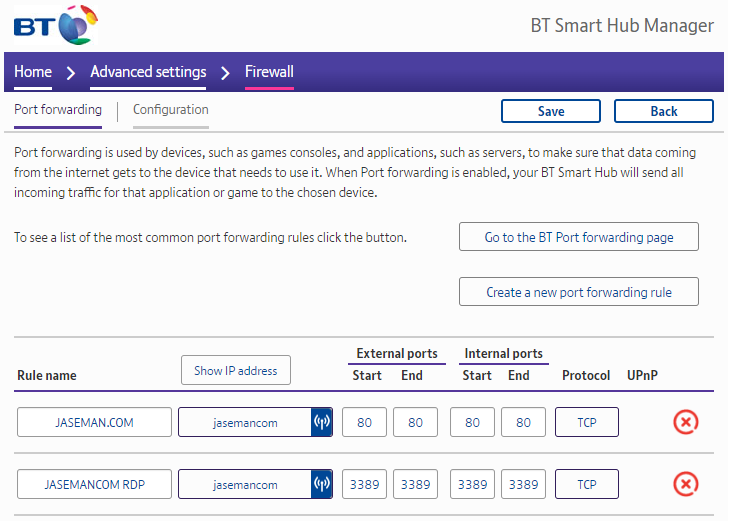 BT
BT Smart Hub Manager
Home > Advanced settings > Firewall
Port forwarding | Configuration Save Back
Port forwarding is used by devices, such as games consoles, and applications, such as servers, to make sure that data coming
from the internet gets to the device that needs to use it. When Port forwarding is enabled, your BT Smart Hub will send all
incoming traffic for that application or game to the chosen device.
To see a list of the most common port forwarding rules click the button. Go to the BT Port forwarding page
Create a new port forwarding rule
External ports Internal ports
Rule name Show IP address Start End Start End Protocol UPnP
JASEMAN.COM jasemancom 80 80 80 80 TCP
JASEMANCOM RDP jasemancom 3389 3389 3389 3389 TCP